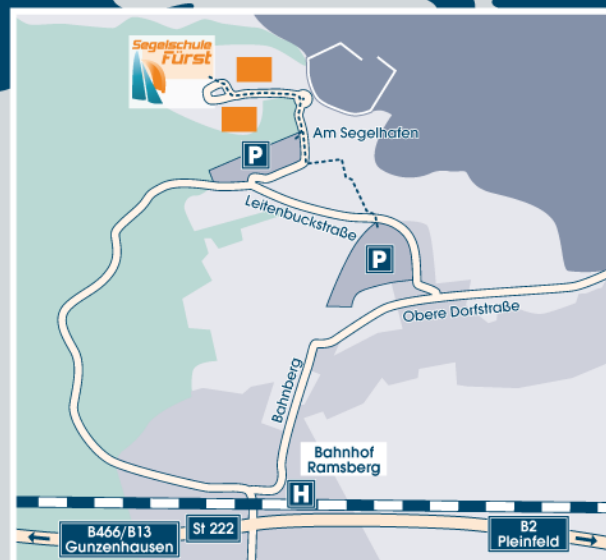 Segelschule
Fürst
P
Am Segelhafen
Leitenbuckstraße
P
Obere Dorfstraße
Bahnberg
Bahnhof
Ramsberg
H
B466/B13
Gunzenhausen
St 222
B2
Pleinfeld